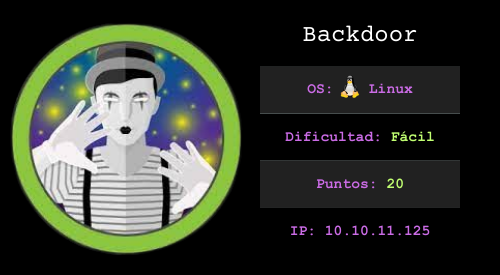 Backdoor
OS: Linux
Dificultad: Fácil
Puntos: 20
IP: 10.10.11.125